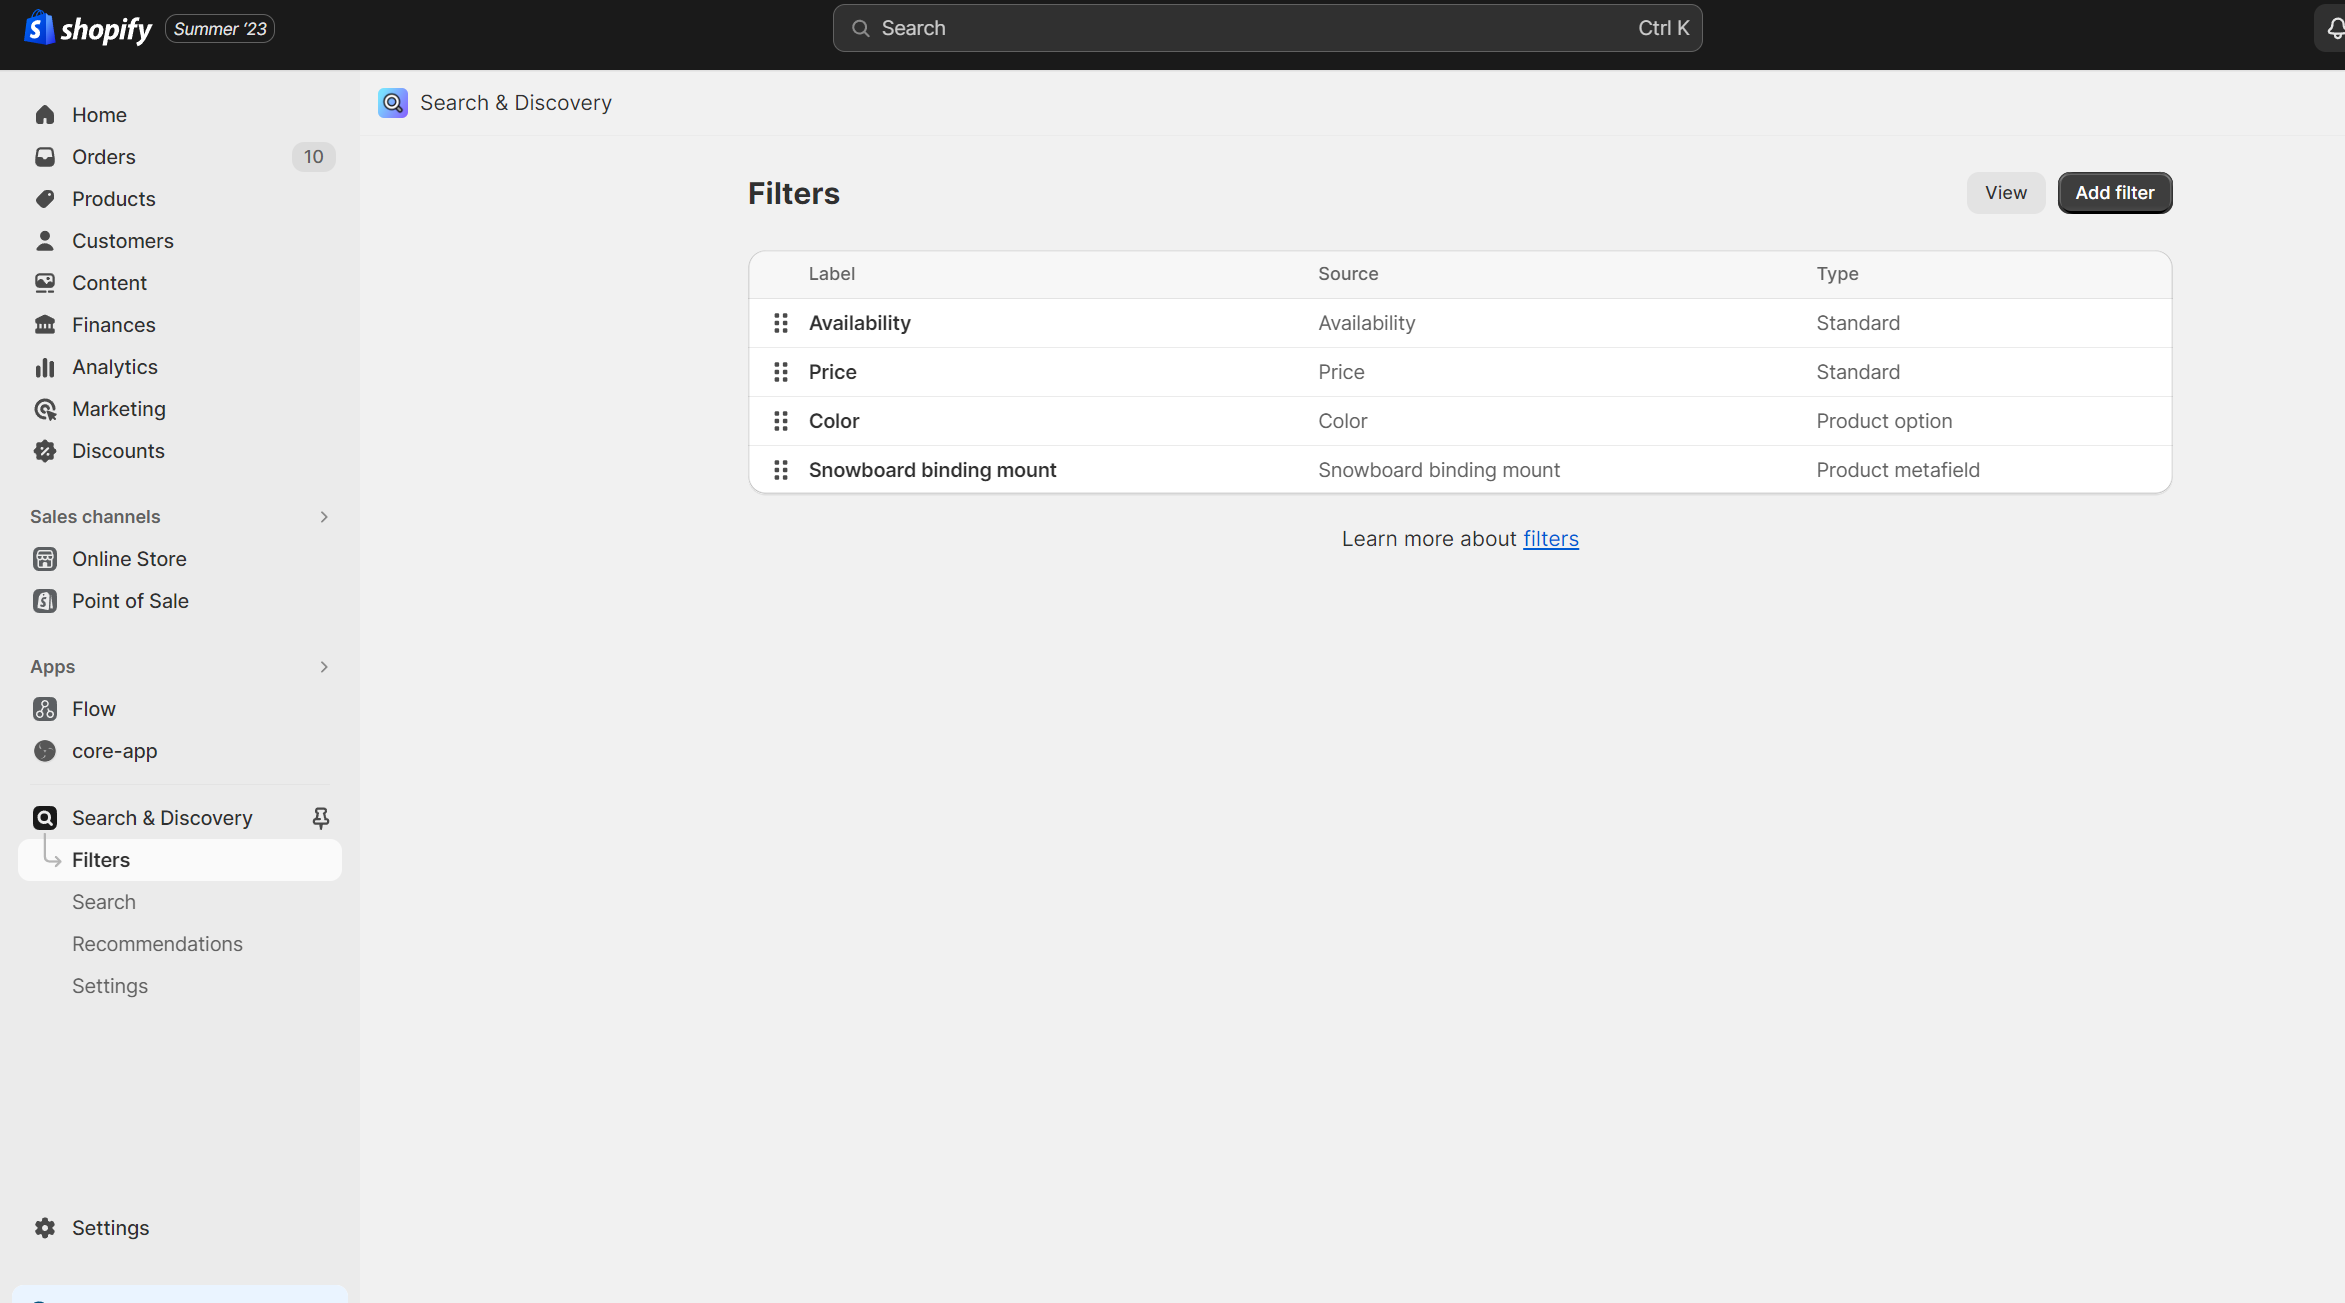 shopify Summer ‘23
Search Ctrl K
Home
Orders 10
Products
Customers
Content
Finances
Analytics
Marketing
Discounts
Sales channels
Online Store
Point of Sale
Apps
Flow
core-app
Search & Discovery
Filters
Search
Recommendations
Settings
Settings
Search & Discovery
Filters
View Add filter
Label Source Type
Availability Availability Standard
Price Price Standard
Color Color Product option
Snowboard binding mount Snowboard binding mount Product metafield
Learn more about filters